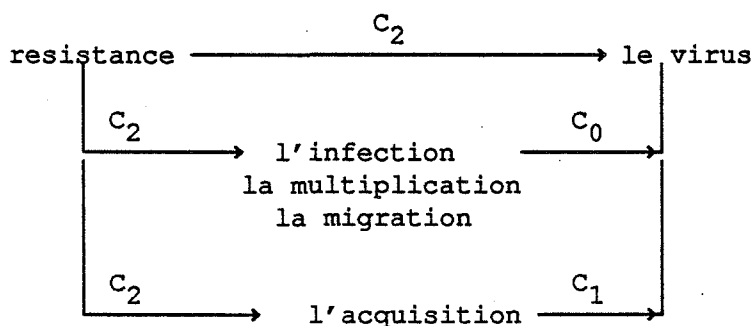 C2
resistance le virus
C2 C0
l'infection
la multiplication
la migration
C2 C1
l'acquisition